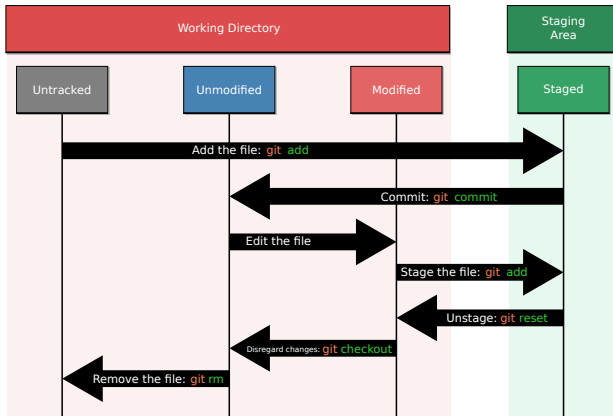 Working Directory
Staging
Area
Untracked
Unmodified
Modified
Staged
Add the file: git add
Commit: git commit
Edit the file
Stage the file: git add
Unstage: git reset
Disregard changes: git checkout
Remove the file: git rm